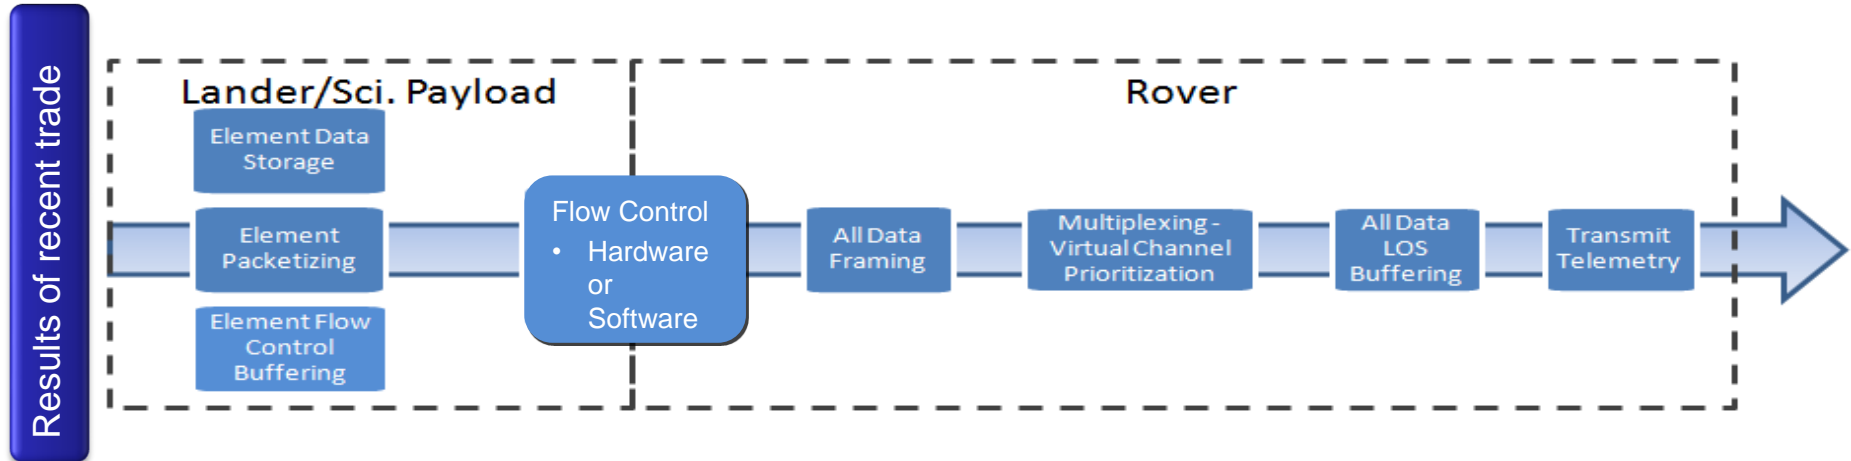 Results of recent trade
Lander/Sci. Payload
Element Data
Storage
Element
Packetizing
Element Flow
Control
Buffering
Flow Control
• Hardware
or
Software
Rover
All Data
Framing
Multiplexing -
Virtual Channel
Prioritization
All Data
LOS
Buffering
Transmit
Telemetry